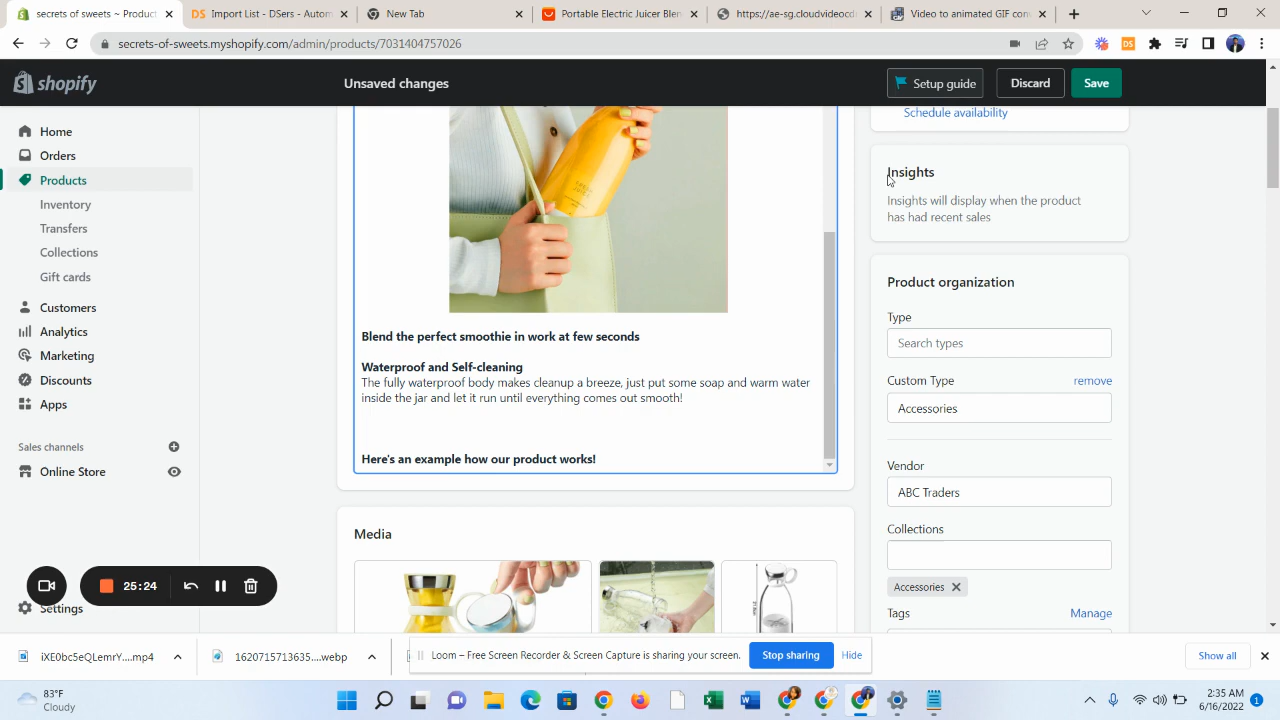 secrets of sweets ~ Product
Import List - DSers - Autom
New Tab
Portable Electric Juicer Blen
https://ae-sg.cloudvideocd
Video to animated GIF con
secrets-of-sweets.myshopify.com/admin/products/7031404757026
shopify
Unsaved changes
Setup guide
Discard
Save
Home
Orders
Products
Inventory
Transfers
Collections
Gift cards
Customers
Analytics
Marketing
Discounts
Apps
Sales channels
Online Store
Settings
25:24
Blend the perfect smoothie in work at few seconds
Waterproof and Self-cleaning
The fully waterproof body makes cleanup a breeze, just put some soap and warm water
inside the jar and let it run until everything comes out smooth!
Here's an example how our product works!
Media
Schedule availability
Insights
Insights will display when the product
has had recent sales
Product organization
Type
Search types
Custom Type remove
Accessories
Vendor
ABC Traders
Collections
Accessories
Tags Manage
iXE0bc5eOLemrY....mp4
1620715713635....webp
Loom – Free Screen Recorder & Screen Capture is sharing your screen.
Stop sharing
Hide
Show all
83°F
Cloudy
2:35 AM
6/16/2022
1